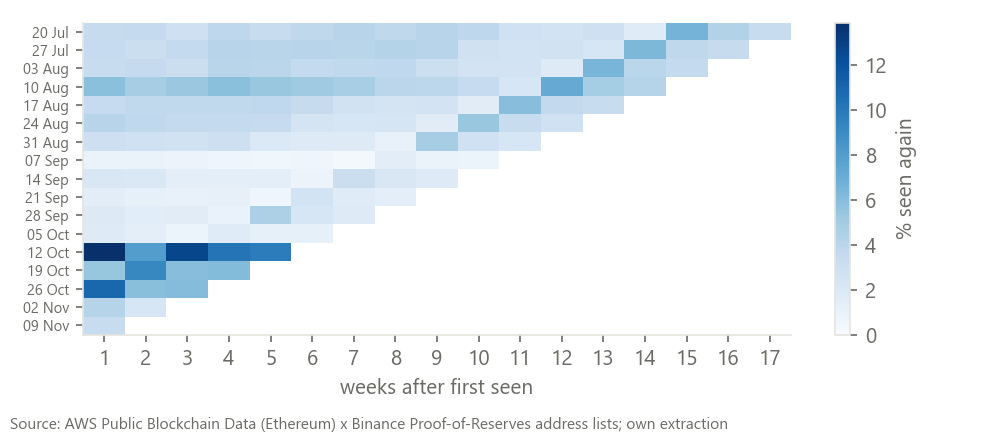 20 Jul
27 Jul
03 Aug
10 Aug
17 Aug
24 Aug
31 Aug
07 Sep
14 Sep
21 Sep
28 Sep
05 Oct
12 Oct
19 Oct
26 Oct
02 Nov
09 Nov
1 2 3 4 5 6 7 8 9 10 11 12 13 14 15 16 17
weeks after first seen
12
10
8
6
4
2
0
% seen again
Source: AWS Public Blockchain Data (Ethereum) x Binance Proof-of-Reserves address lists; own extraction